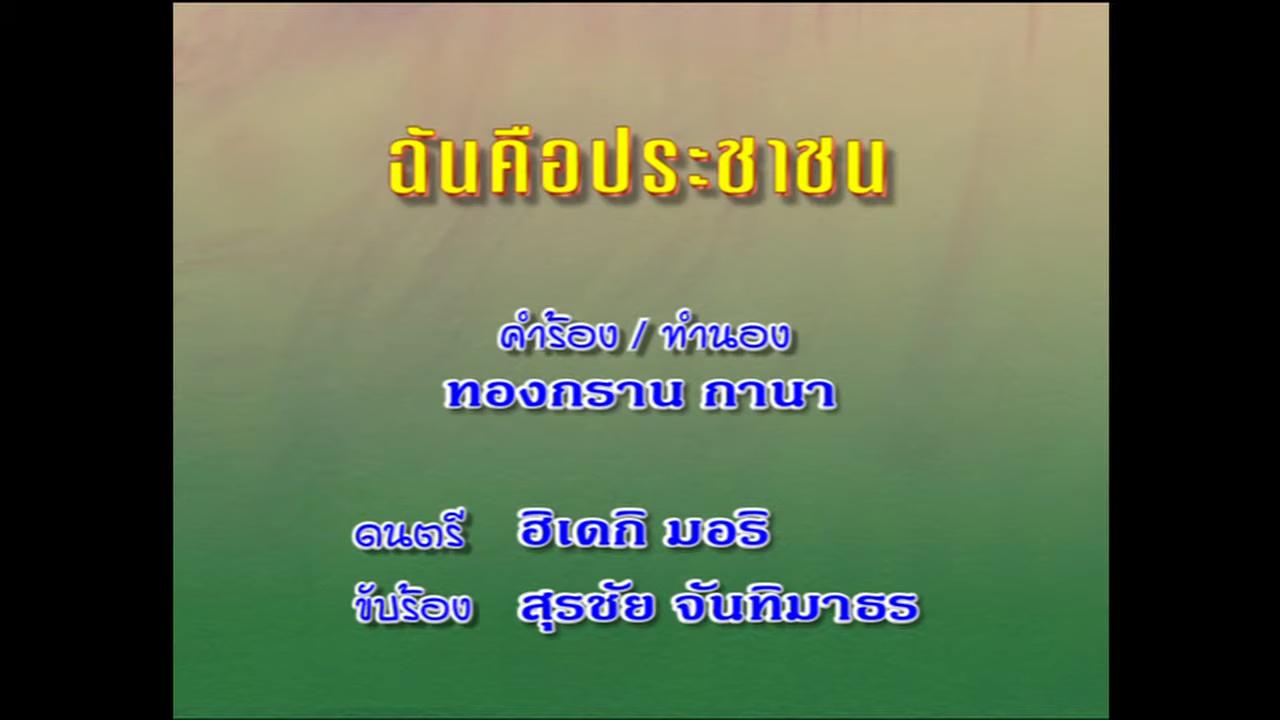 ฉันคือประชาชน
คำร้อง / ทำนอง
ทองกราน กานา
ดนตรี ฮิเดกิ มอริ
ขับร้อง สุรชัย จันทิมาธร